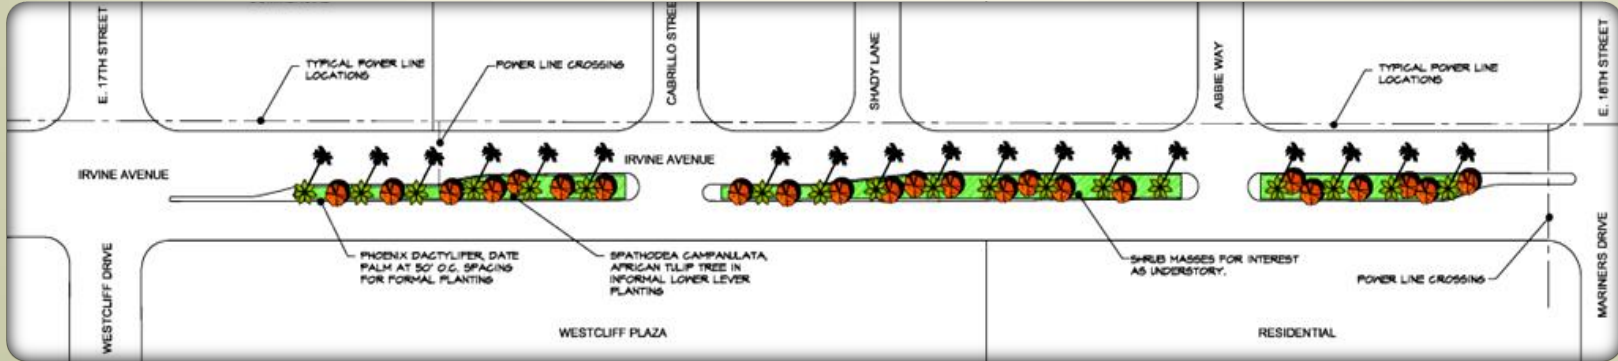 E. 17TH STREET
CABRILLO STREE
SHADY LANE
ABBIE WAY
E. 18TH STREET
TYPICAL POWER LINE
LOCATIONS
POWER LINE CROSSING
TYPICAL POWER LINE
LOCATIONS
IRVINE AVENUE
IRVINE AVENUE
PHOENIX DACTYLIFER, DATE
PALM AT 50' O.C. SPACING
FOR FORMAL PLANTING
SPATHODEA CAMPANULATA,
AFRICAN TULIP TREE IN
INFORMAL LOWER LEVER
PLANTING
SHRUB MASSES FOR INTEREST
AS UNDERSTORY.
POWER LINE CROSSING
WESTCLIFF DRIVE
MARINERS DRIVE
WESTCLIFF PLAZA
RESIDENTIAL